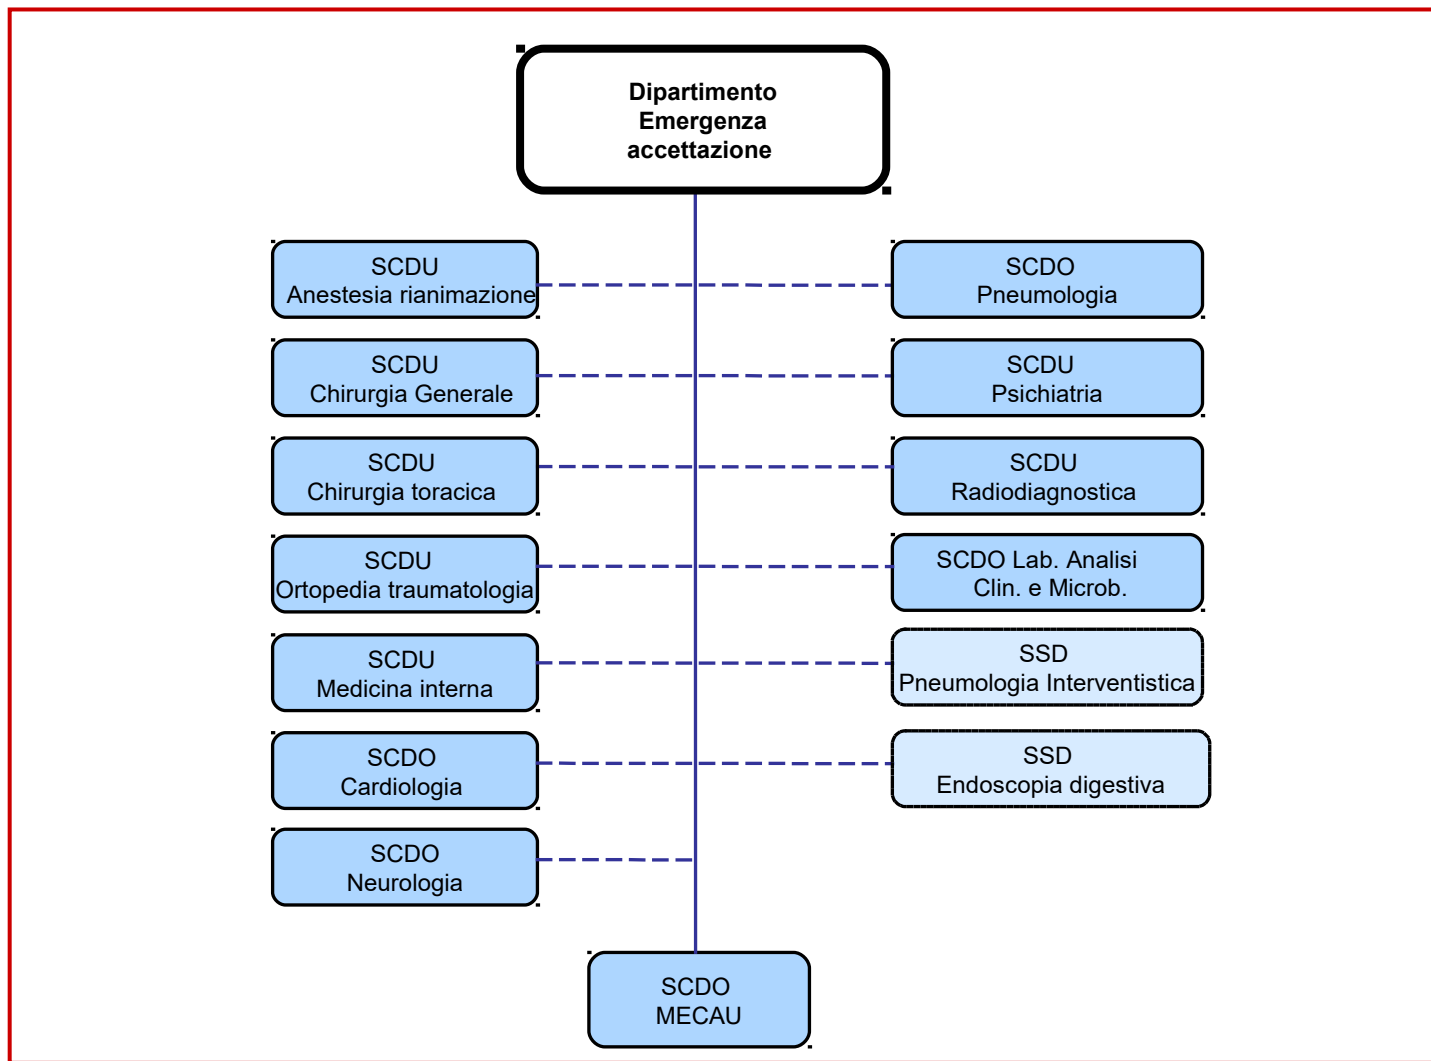 Dipartimento
Emergenza
accettazione
SCDU
Anestesia rianimazione
SCDU
Chirurgia Generale
SCDU
Chirurgia toracica
SCDU
Ortopedia traumatologia
SCDU
Medicina interna
SCDO
Cardiologia
SCDO
Neurologia
SCDO
Pneumologia
SCDU
Psichiatria
SCDU
Radiodiagnostica
SCDO Lab. Analisi
Clin. e Microb.
SSD
Pneumologia Interventistica
SSD
Endoscopia digestiva
SCDO
MECAU